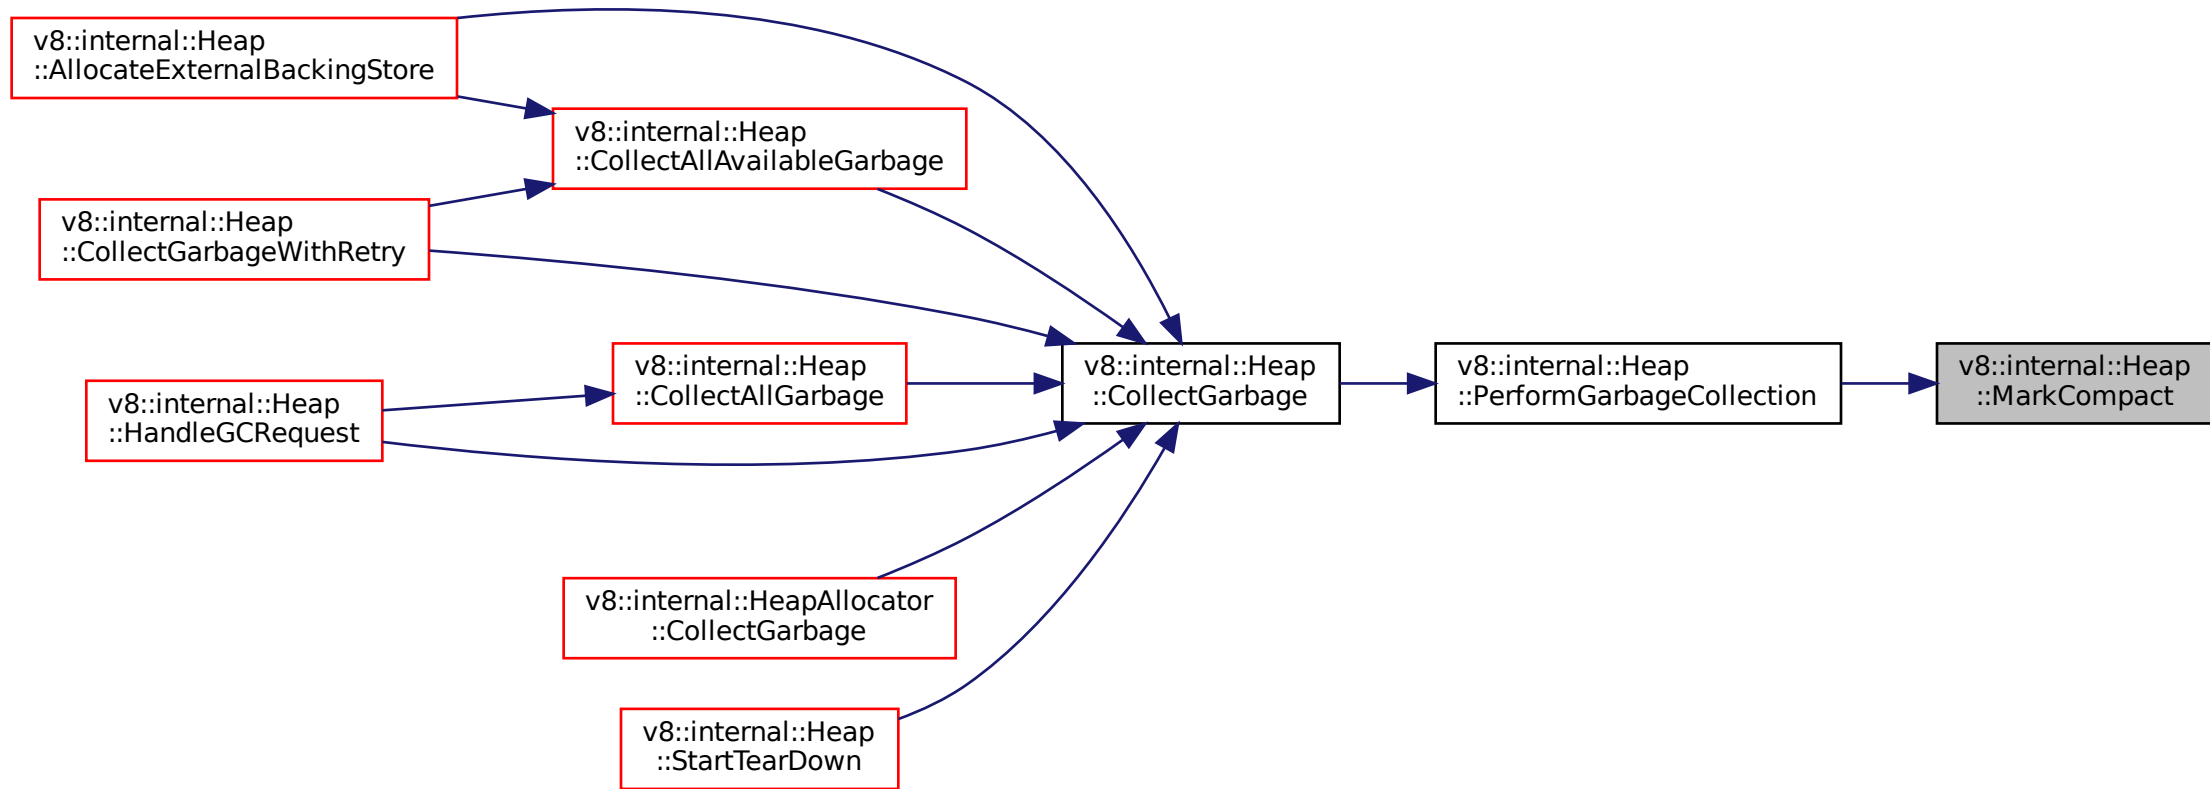 v8::internal::Heap
::AllocateExternalBackingStore
v8::internal::Heap
::CollectAllAvailableGarbage
v8::internal::Heap
::CollectGarbageWithRetry
v8::internal::Heap
::CollectAllGarbage
v8::internal::Heap
::HandleGCRequest
v8::internal::Heap
::CollectGarbage
v8::internal::Heap
::PerformGarbageCollection
v8::internal::Heap
::MarkCompact
v8::internal::HeapAllocator
::CollectGarbage
v8::internal::Heap
::StartTearDown